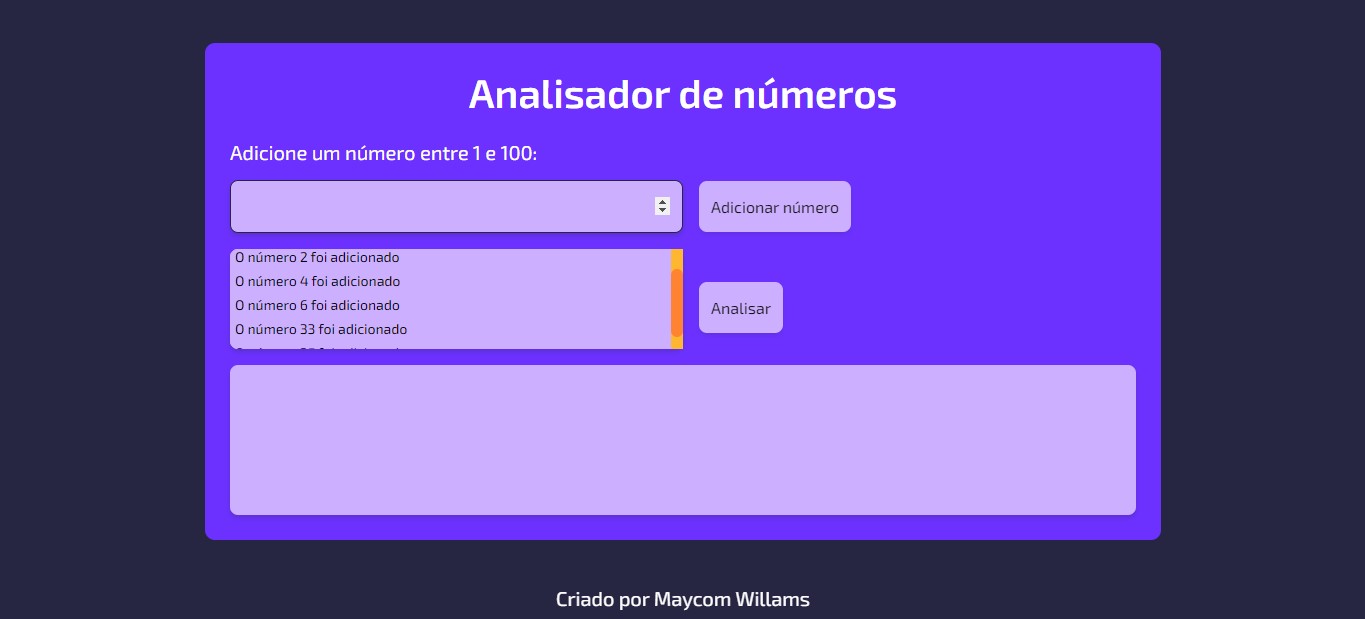 Analisador de números
Adicione um número entre 1 e 100:
Adicionar número
O número 2 foi adicionado
O número 4 foi adicionado
O número 6 foi adicionado
O número 33 foi adicionado
Analisar
Criado por Maycom Willams